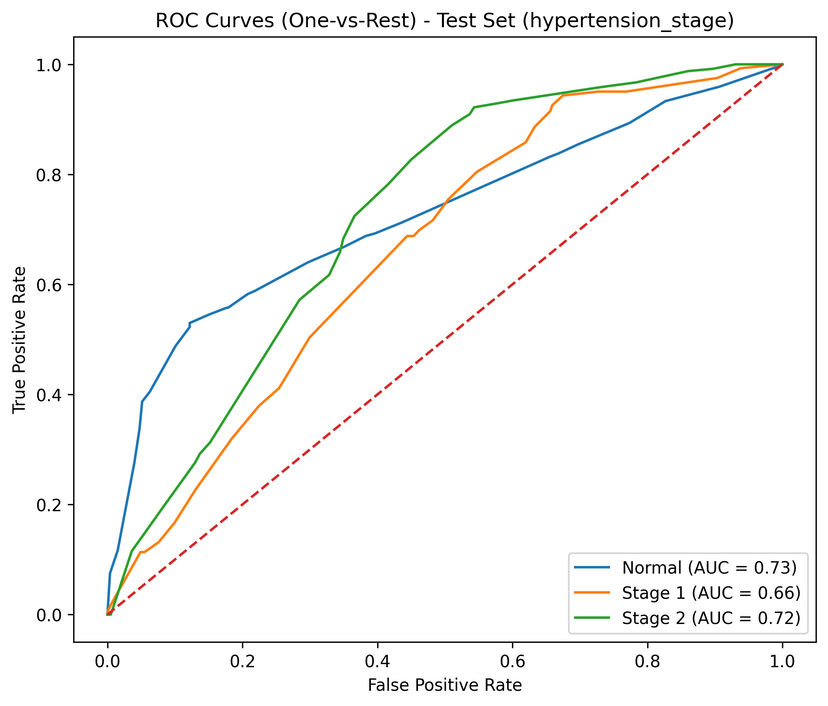 ROC Curves (One-vs-Rest) - Test Set (hypertension_stage)
True Positive Rate
1.0
0.8
0.6
0.4
0.2
0.0
Normal (AUC = 0.73)
Stage 1 (AUC = 0.66)
Stage 2 (AUC = 0.72)
0.0 0.2 0.4 0.6 0.8 1.0
False Positive Rate